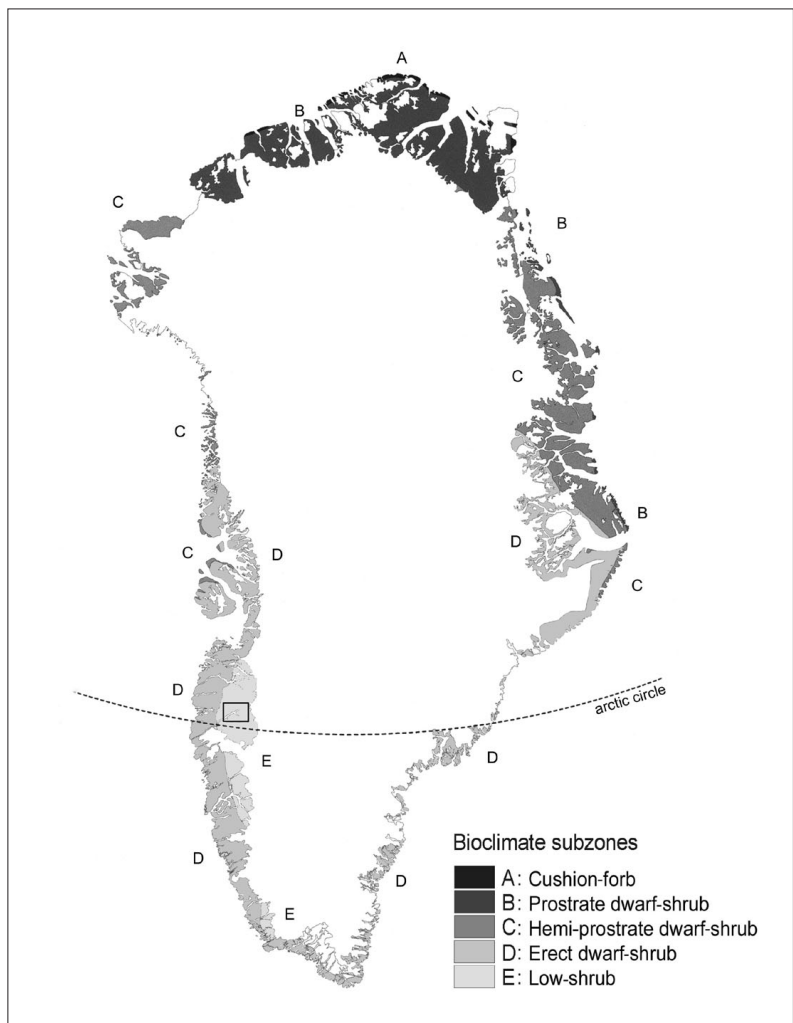 A
B
C
B
C
C
B
D
C
D
C
D
arctic circle
D
E
D
D
E
Bioclimate subzones
A: Cushion-forb
B: Prostrate dwarf-shrub
C: Hemi-prostrate dwarf-shrub
D: Erect dwarf-shrub
E: Low-shrub